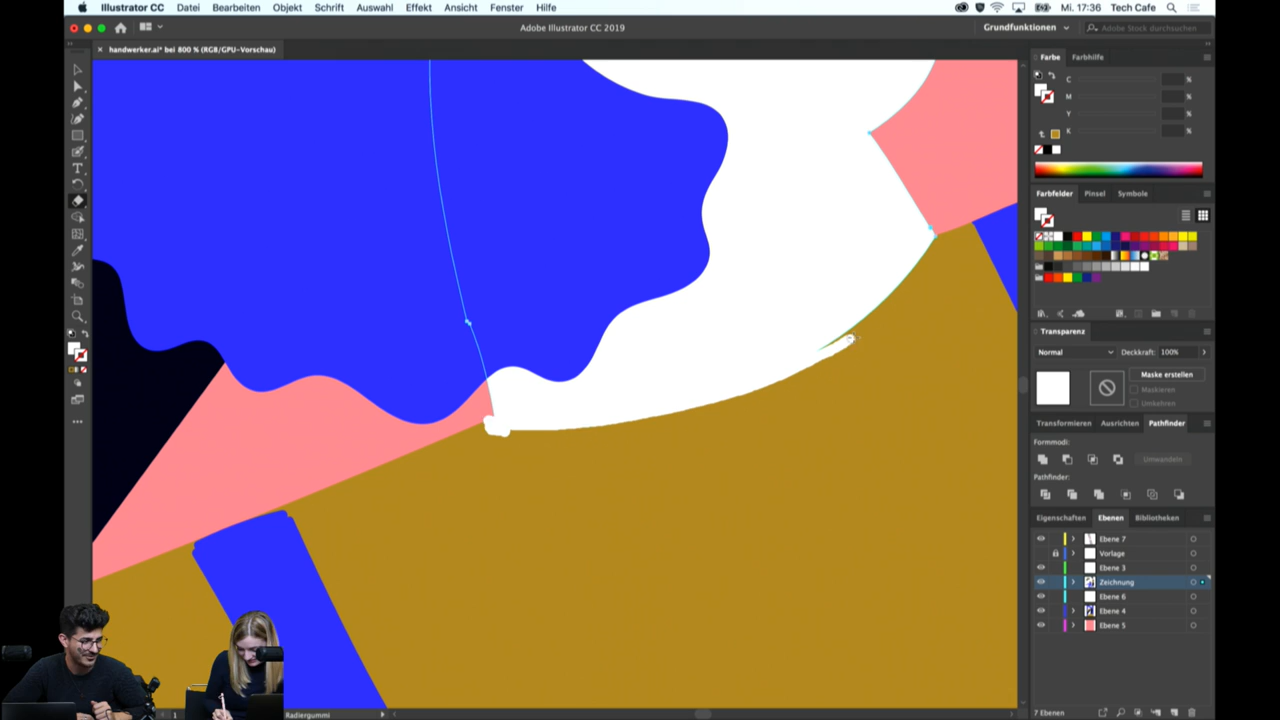 Illustrator CC Datei Bearbeiten Objekt Schrift Auswahl Effekt Ansicht Fenster Hilfe Mi. 17:36 Tech Cafe
Adobe Illustrator CC 2019 Grundfunktionen Adobe Stock durchsuchen
handwerker.ai* bei 800 % (RGB/GPU-Vorschau)
Farbe Farbhilfe
C %
M %
Y %
K %
Farbfelder Pinsel Symbole
Transparenz
Normal Deckkraft: 100%
Maske erstellen
Maskieren
Umkehren
Transformieren Ausrichten Pathfinder
Formmodi:
Umwandeln
Pathfinder:
Eigenschaften Ebenen Bibliotheken
Ebene 7
Vorlage
Ebene 3
Zeichnung
Ebene 6
Ebene 4
Ebene 5
1 Radiergummi 7 Ebenen